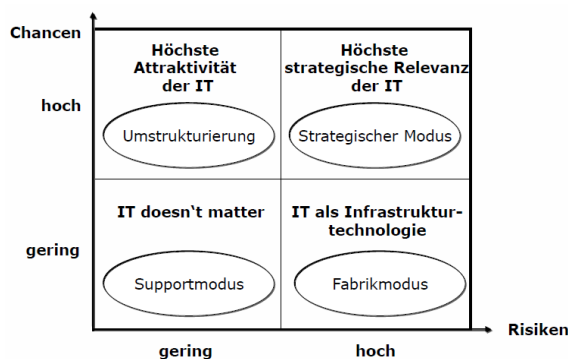 Chancen
Höchste
Attraktivität
der IT
Höchste
strategische Relevanz
der IT
hoch
Umstrukturierung
Strategischer Modus
IT doesn't matter
IT als Infrastruktur-
technologie
gering
Supportmodus
Fabrikmodus
Risiken
gering
hoch